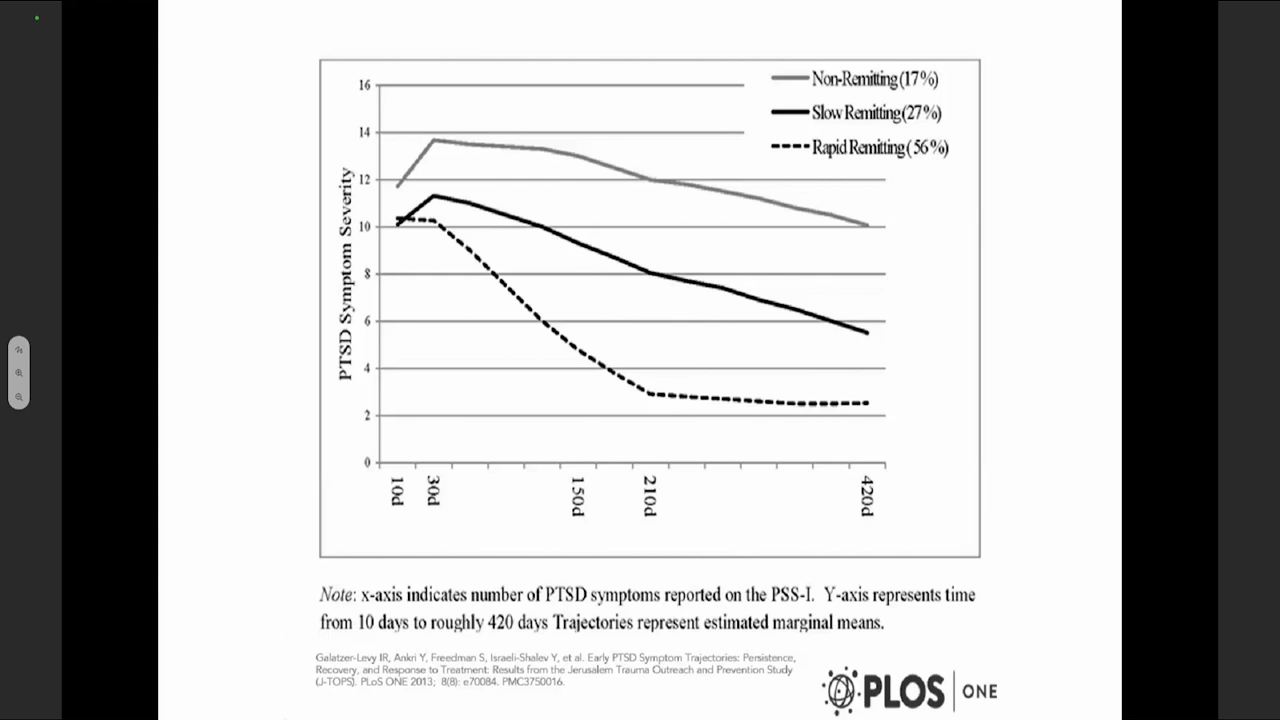 Non-Remitting (17%)
Slow Remitting (27%)
Rapid Remitting ( 56%)
PTSD Symptom Severity
16
14
12
10
8
6
4
2
0
10d
30d
150d
210d
420d
Note: x-axis indicates number of PTSD symptoms reported on the PSS-I. Y-axis represents time
from 10 days to roughly 420 days Trajectories represent estimated marginal means.
Galatzer-Levy IR, Ankri Y, Freedman S, Israeli-Shalev Y, et al. Early PTSD Symptom Trajectories: Persistence,
Recovery, and Response to Treatment: Results from the Jerusalem Trauma Outreach and Prevention Study
(J-TOPS). PLoS ONE 2013; 8(8): e70084. PMC3750016.
PLOS ONE